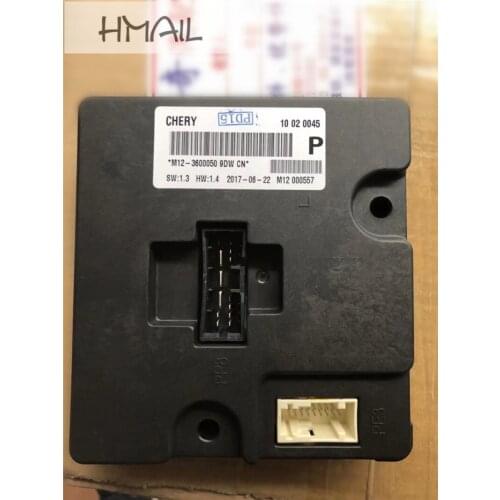 HMAIL
CHERY PD15 10 02 0045
P
*M12-3600050 9DW CN*
SW:1.3 HW:1.4 2017-06-22 M12 000557